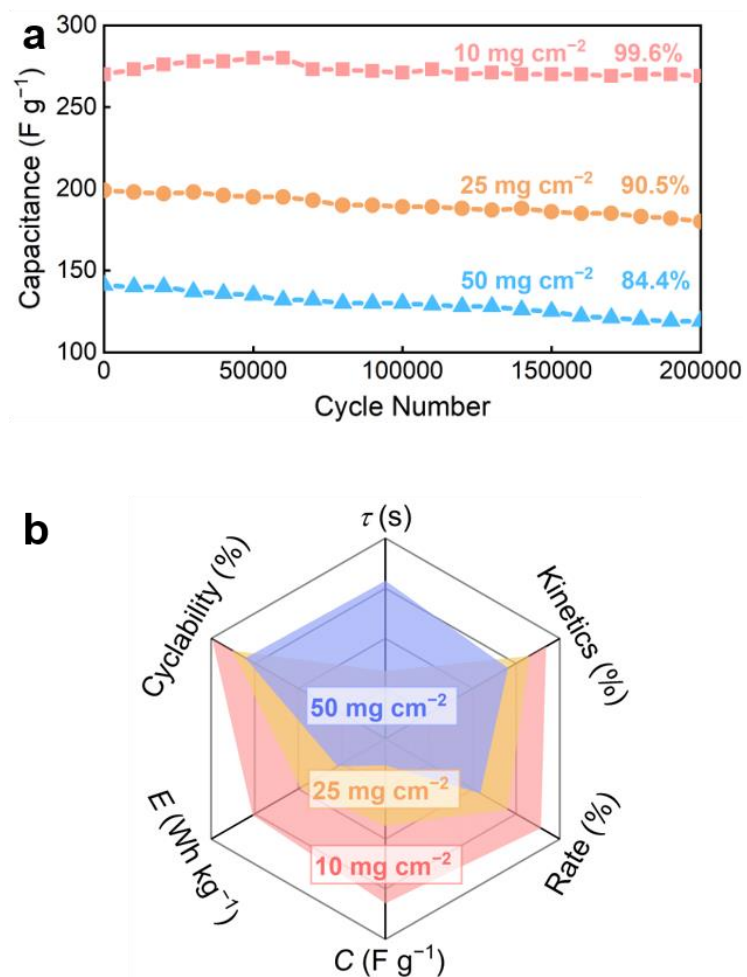 a
300
250
200
150
100
Capacitance (F g⁻¹)
10 mg cm⁻² 99.6%
25 mg cm⁻² 90.5%
50 mg cm⁻² 84.4%
0 50000 100000 150000 200000
Cycle Number
b
τ (s)
Cyclability (%)
Kinetics (%)
50 mg cm⁻²
25 mg cm⁻²
10 mg cm⁻²
E (Wh kg⁻¹)
Rate (%)
C (F g⁻¹)